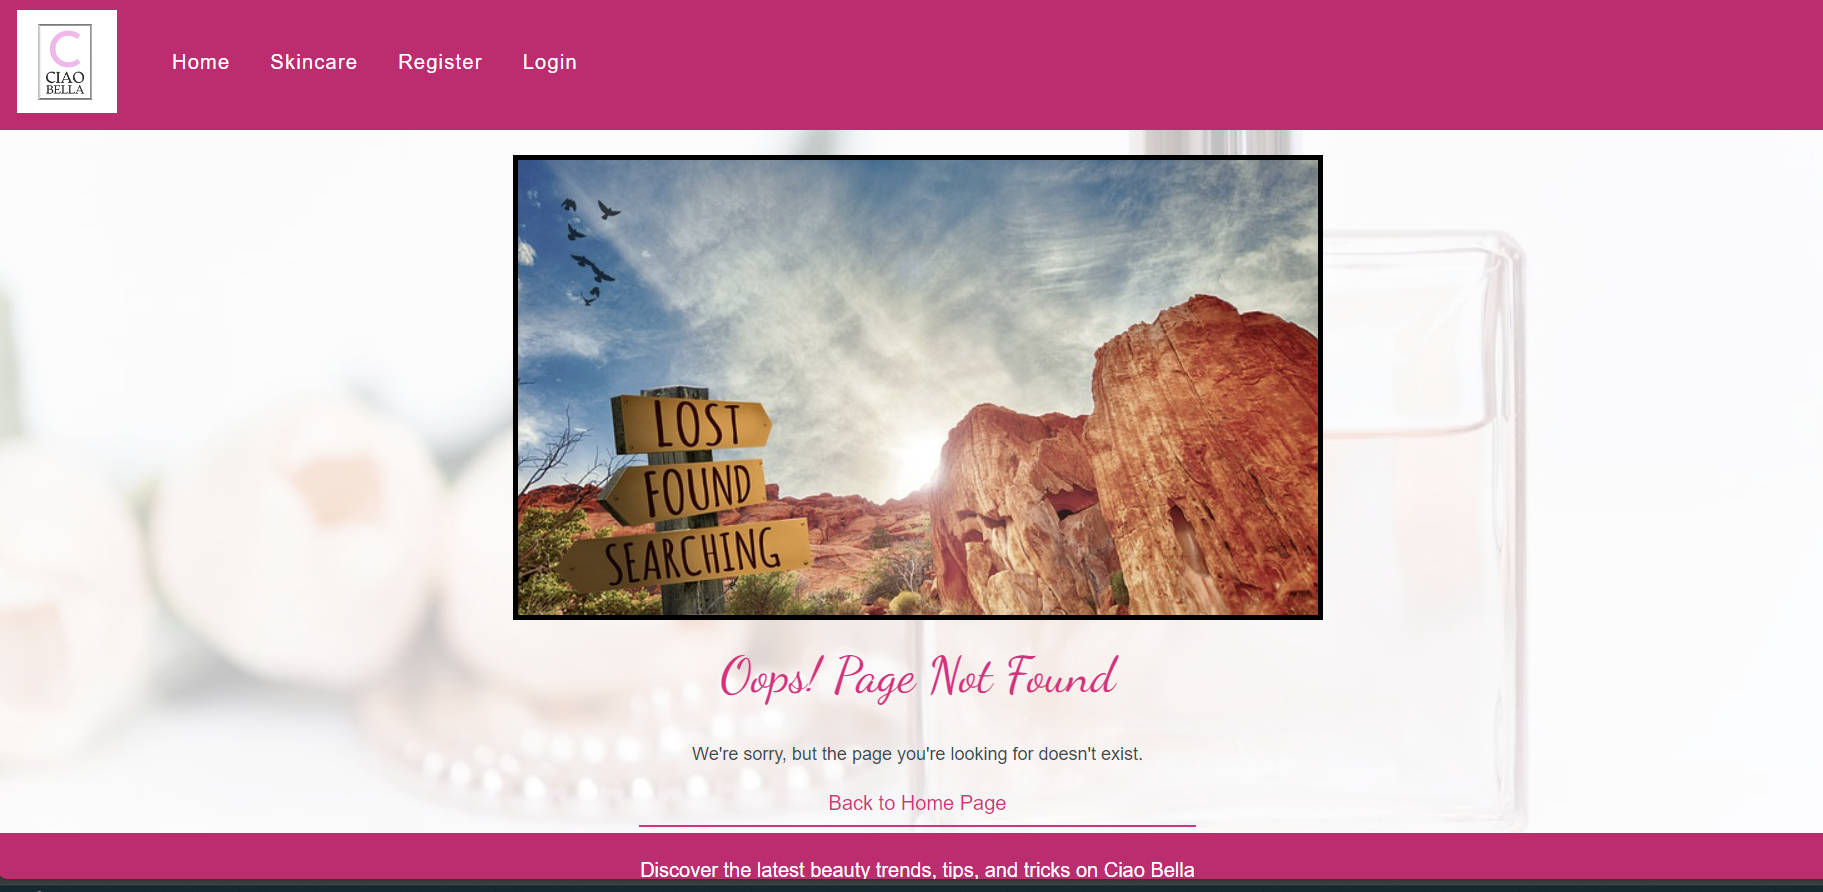 C
CIAO
BELLA
Home
Skincare
Register
Login
LOST
FOUND
SEARCHING
Oops! Page Not Found
We're sorry, but the page you're looking for doesn't exist.
Back to Home Page
Discover the latest beauty trends, tips, and tricks on Ciao Bella